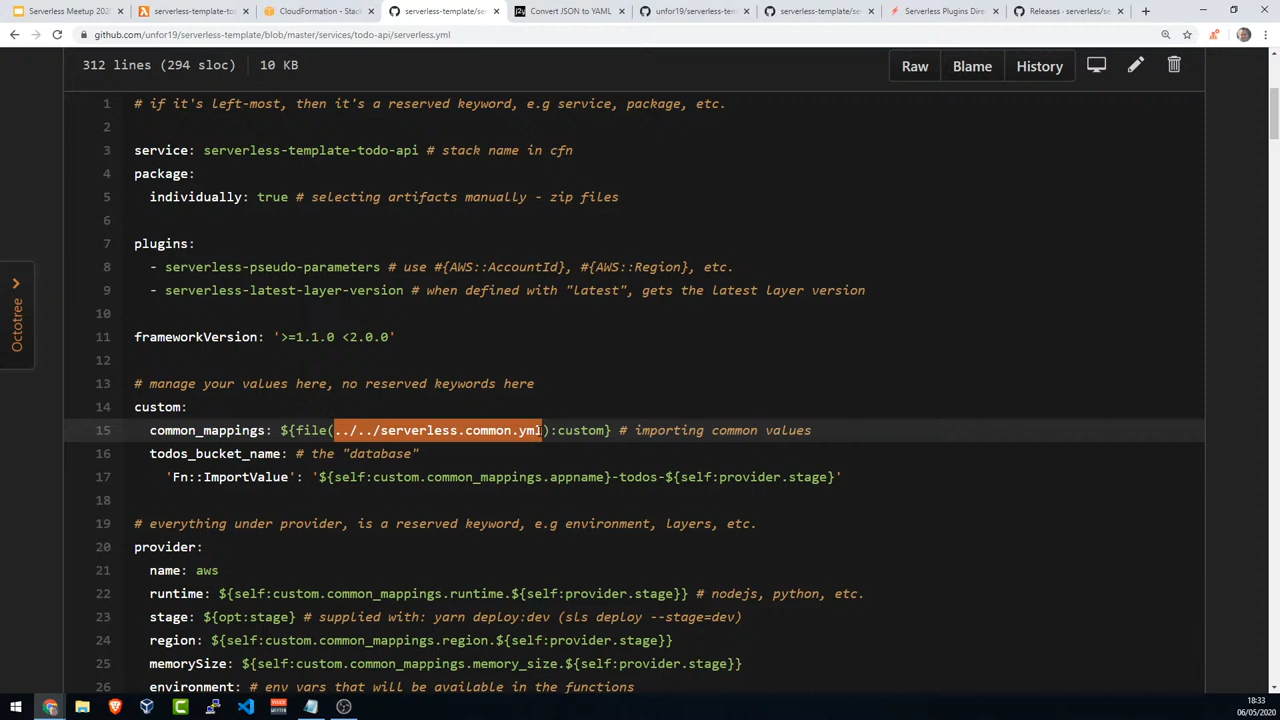 Serverless Meetup 202
serverless-template-tod
CloudFormation - Stack
serverless-template/ser
Convert JSON to YAML
unfor19/serverless-tem
serverless-template/se
Serverless Plugins Dire
Releases - serverless/se
github.com/unfor19/serverless-template/blob/master/services/todo-api/serverless.yml
312 lines (294 sloc) 10 KB
Raw Blame History
1 # if it's left-most, then it's a reserved keyword, e.g service, package, etc.
2
3 service: serverless-template-todo-api # stack name in cfn
4 package:
5 individually: true # selecting artifacts manually - zip files
6
7 plugins:
8 - serverless-pseudo-parameters # use #{AWS::AccountId}, #{AWS::Region}, etc.
9 - serverless-latest-layer-version # when defined with "latest", gets the latest layer version
10
11 frameworkVersion: '>=1.1.0 <2.0.0'
12
13 # manage your values here, no reserved keywords here
14 custom:
15 common_mappings: ${file(../../serverless.common.yml):custom} # importing common values
16 todos_bucket_name: # the "database"
17 'Fn::ImportValue': '${self:custom.common_mappings.appname}-todos-${self:provider.stage}'
18
19 # everything under provider, is a reserved keyword, e.g environment, layers, etc.
20 provider:
21 name: aws
22 runtime: ${self:custom.common_mappings.runtime.${self:provider.stage}} # nodejs, python, etc.
23 stage: ${opt:stage} # supplied with: yarn deploy:dev (sls deploy --stage=dev)
24 region: ${self:custom.common_mappings.region.${self:provider.stage}}
25 memorySize: ${self:custom.common_mappings.memory_size.${self:provider.stage}}
26 environment: # env vars that will be available in the functions
Octotree
18:33
06/05/2020